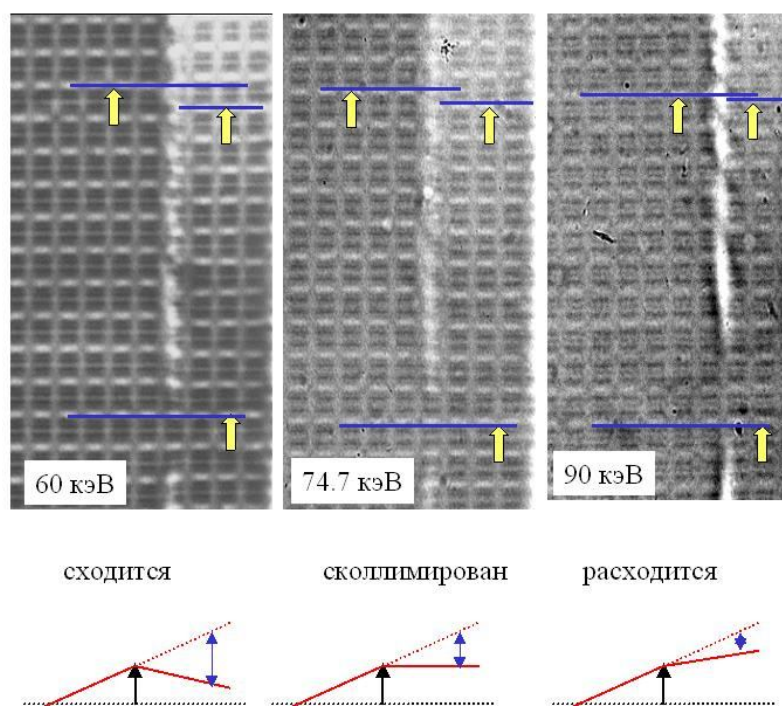 60 кэВ
74.7 кэВ
90 кэВ
сходится
сколлимирован
расходится